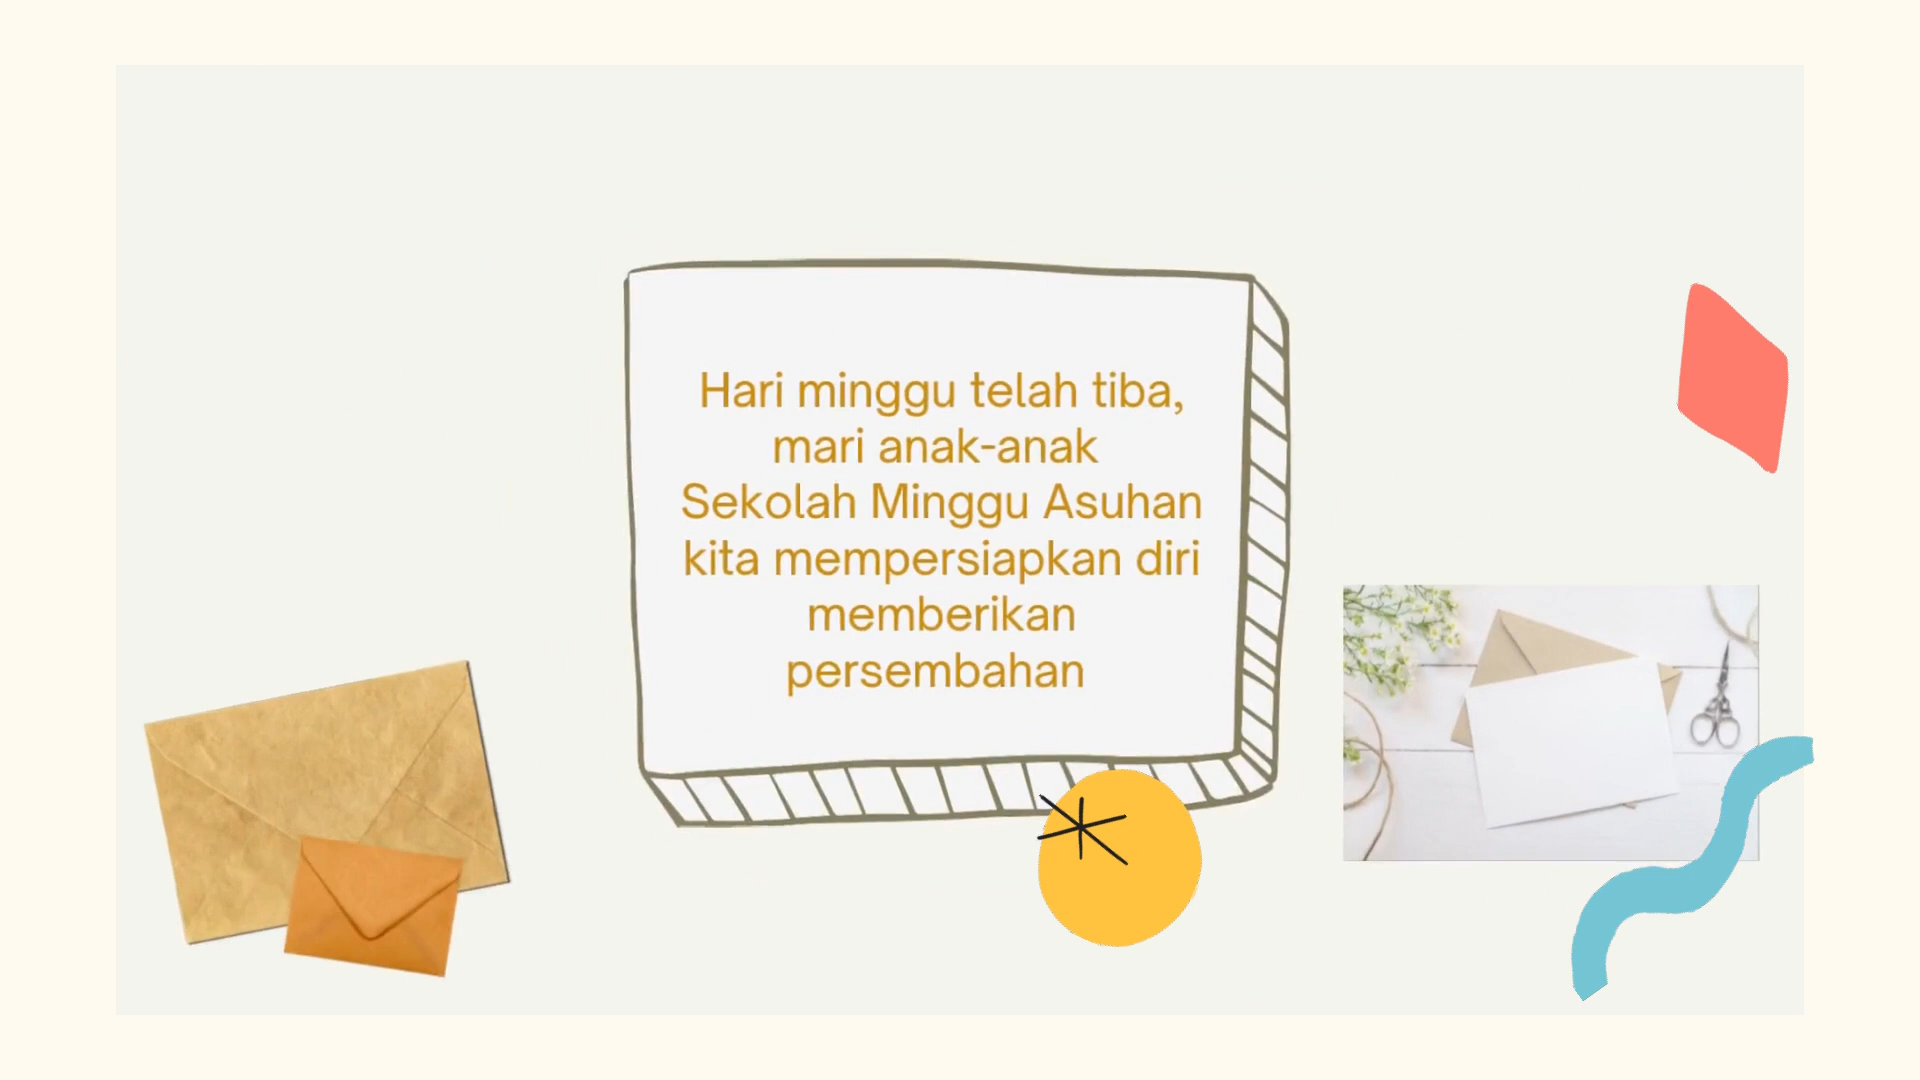 Hari minggu telah tiba,
mari anak-anak
Sekolah Minggu Asuhan
kita mempersiapkan diri
memberikan
persembahan